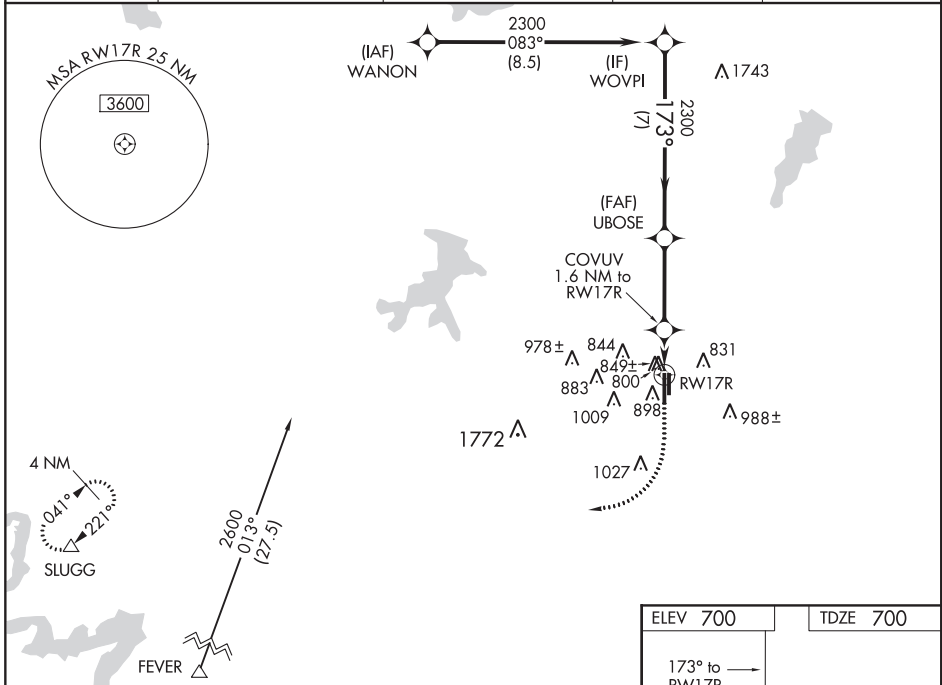 MSA RW17R 25 NM
3600
(IAF)
WANON
2300
083°
(8.5)
(IF)
WOVPI
1743
2300
173°
(7)
(FAF)
UBOSE
COVUV
1.6 NM to
RW17R
978±
844
849±
831
883
800
RW17R
1009
898
988±
1772
1027
4 NM
041°
221°
SLUGG
2600
013°
(27.5)
FEVER
ELEV 700
TDZE 700
173° to
RW17R